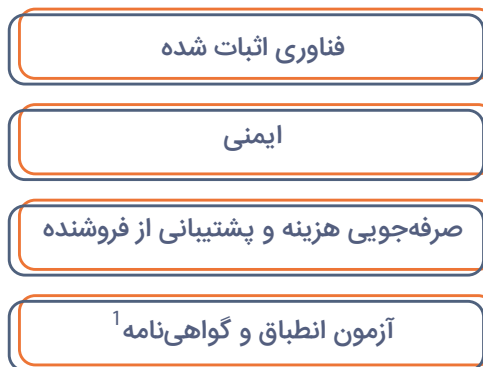 فناوری اثبات شده
ایمنی
صرفه‌جویی هزینه و پشتیبانی از فروشنده
آزمون انطباق و گواهی‌نامه1